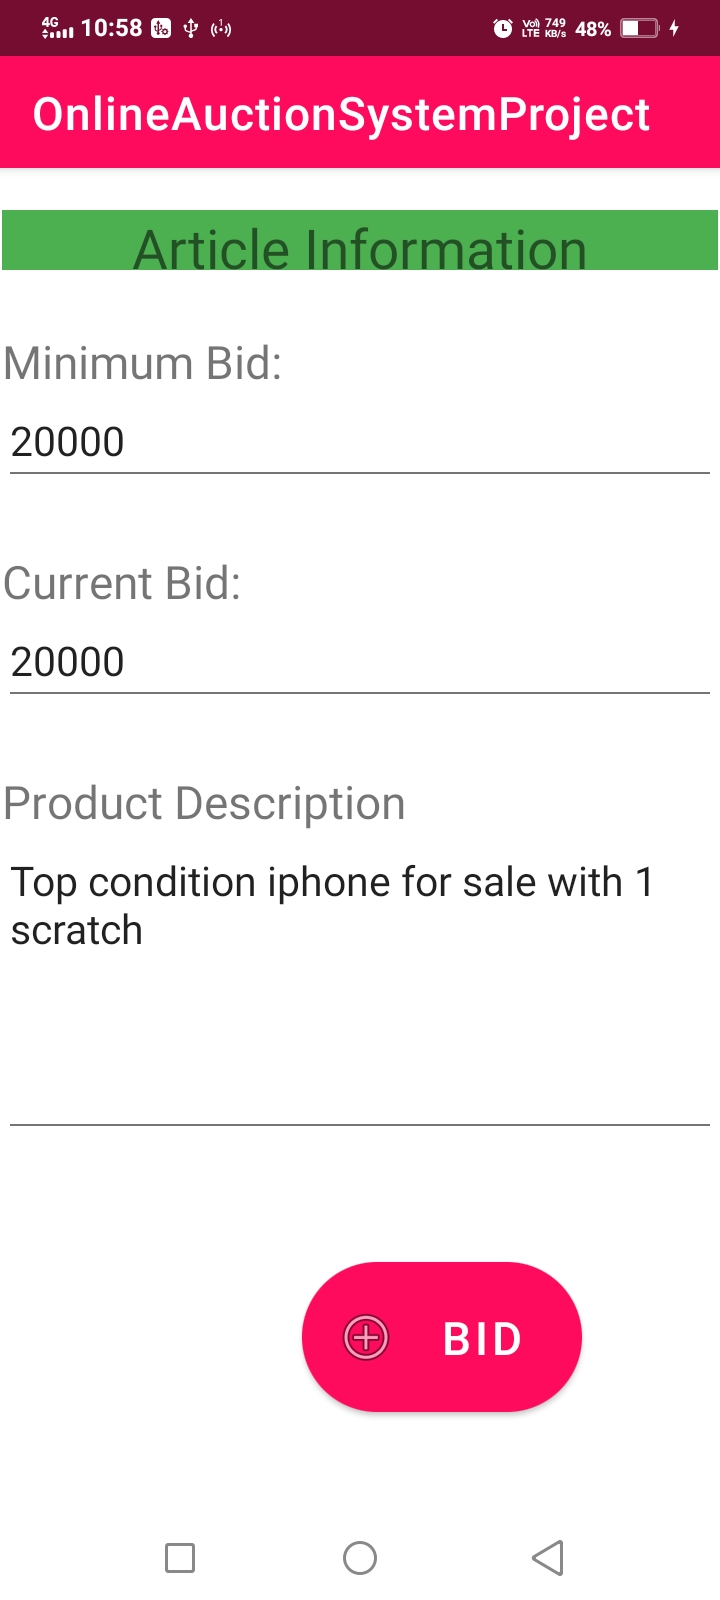 4G 10:58 VoI) LTE 749 KB/s 48%
OnlineAuctionSystemProject
Article Information
Minimum Bid:
20000
Current Bid:
20000
Product Description
Top condition iphone for sale with 1
scratch
BID